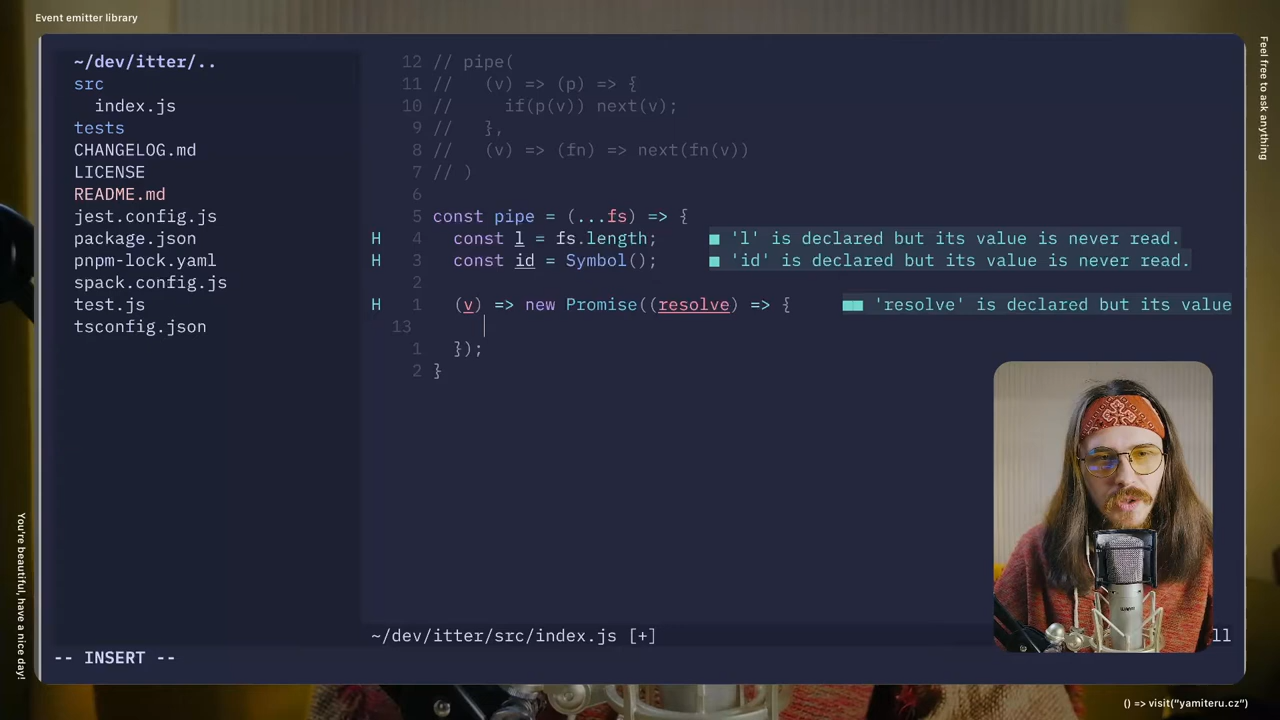 Event emitter library
Feel free to ask anything
~/dev/itter/..
src
index.js
tests
CHANGELOG.md
LICENSE
README.md
jest.config.js
package.json
pnpm-lock.yaml
spack.config.js
test.js
tsconfig.json
12 // pipe(
11 //   (v) => (p) => {
10 //     if(p(v)) next(v);
9 //   },
8 //   (v) => (fn) => next(fn(v))
7 // )
6
5 const pipe = (...fs) => {
H 4   const l = fs.length;     ■ 'l' is declared but its value is never read.
H 3   const id = Symbol();     ■ 'id' is declared but its value is never read.
2
H 1   (v) => new Promise((resolve) => {     ■■ 'resolve' is declared but its value
13
1   });
2 }
~/dev/itter/src/index.js [+]
ll
-- INSERT --
You're beautiful, have a nice day!
() => visit("yamiteru.cz")